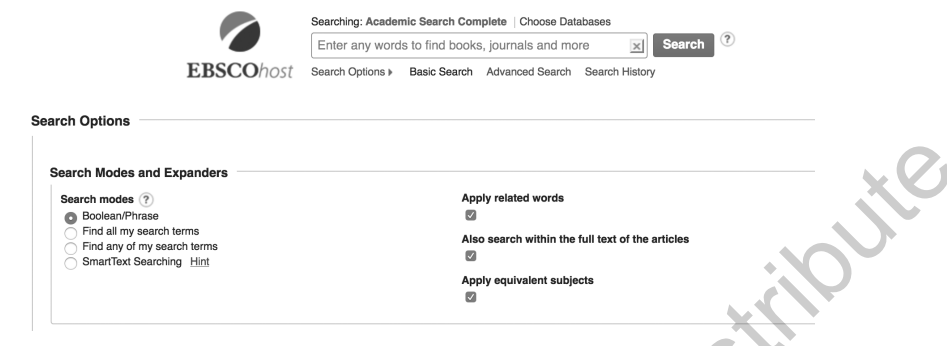 Searching: Academic Search Complete | Choose Databases
Enter any words to find books, journals and more
x
Search
?
EBSCOhost
Search Options
Basic Search
Advanced Search
Search History
Search Options
Search Modes and Expanders
Search modes ?
Boolean/Phrase
Find all my search terms
Find any of my search terms
SmartText Searching Hint
Apply related words
Also search within the full text of the articles
Apply equivalent subjects
stribute